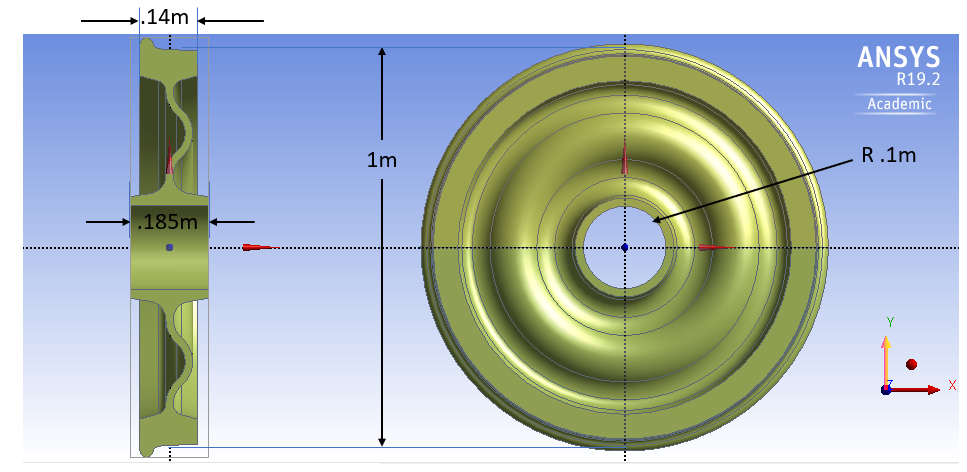 .14m
ANSYS
R19.2
Academic
1m
R .1m
.185m
Y
Z
X